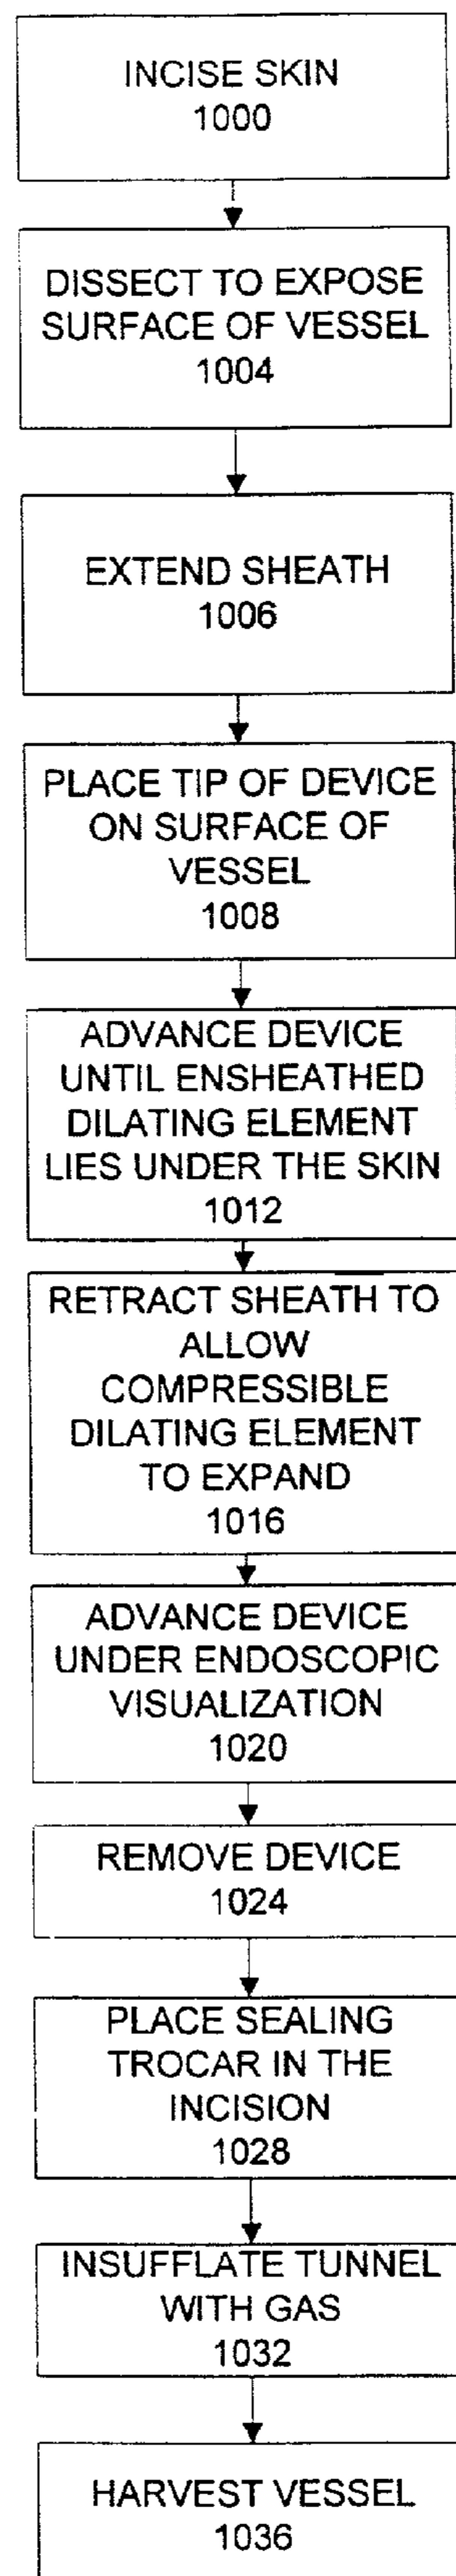 INCISE SKIN
1000
DISSECT TO EXPOSE
SURFACE OF VESSEL
1004
EXTEND SHEATH
1006
PLACE TIP OF DEVICE
ON SURFACE OF
VESSEL
1008
ADVANCE DEVICE
UNTIL ENSHEATHED
DILATING ELEMENT
LIES UNDER THE SKIN
1012
RETRACT SHEATH TO
ALLOW
COMPRESSIBLE
DILATING ELEMENT
TO EXPAND
1016
ADVANCE DEVICE
UNDER ENDOSCOPIC
VISUALIZATION
1020
REMOVE DEVICE
1024
PLACE SEALING
TROCAR IN THE
INCISION
1028
INSUFFLATE TUNNEL
WITH GAS
1032
HARVEST VESSEL
1036